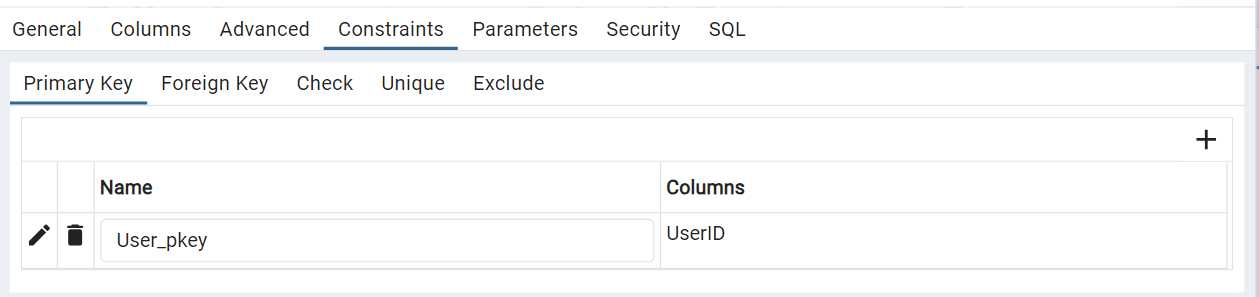 General Columns Advanced Constraints Parameters Security SQL
Primary Key Foreign Key Check Unique Exclude
Name Columns
User_pkey UserID